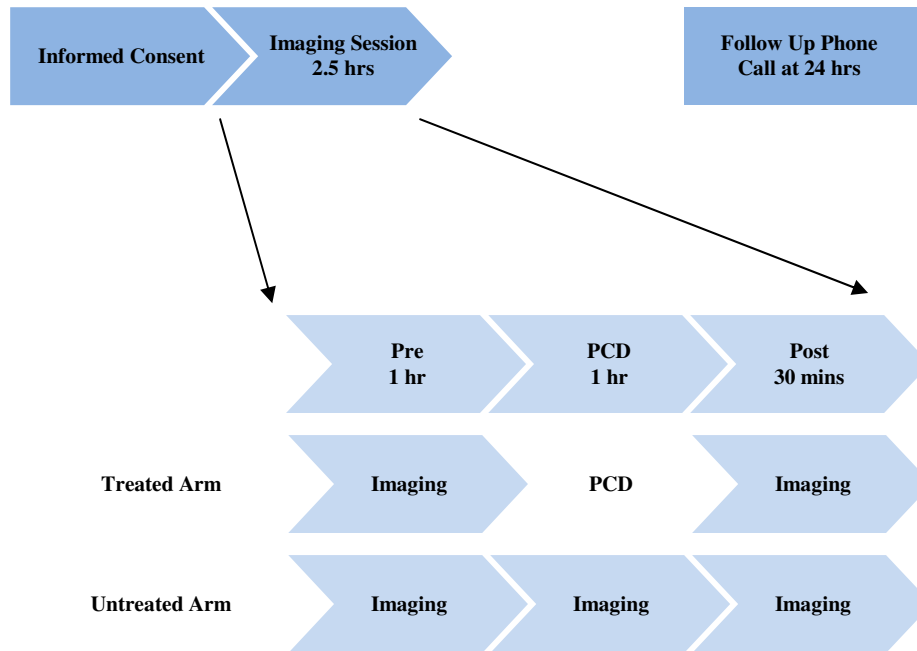 Informed Consent
Imaging Session
2.5 hrs
Follow Up Phone
Call at 24 hrs
Pre
1 hr
PCD
1 hr
Post
30 mins
Treated Arm
Imaging
PCD
Imaging
Untreated Arm
Imaging
Imaging
Imaging